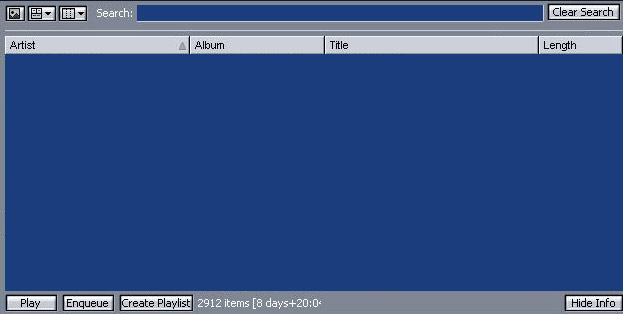 Search: Clear Search
Artist Album Title Length
Play Enqueue Create Playlist 2912 items [8 days+20:0 Hide Info